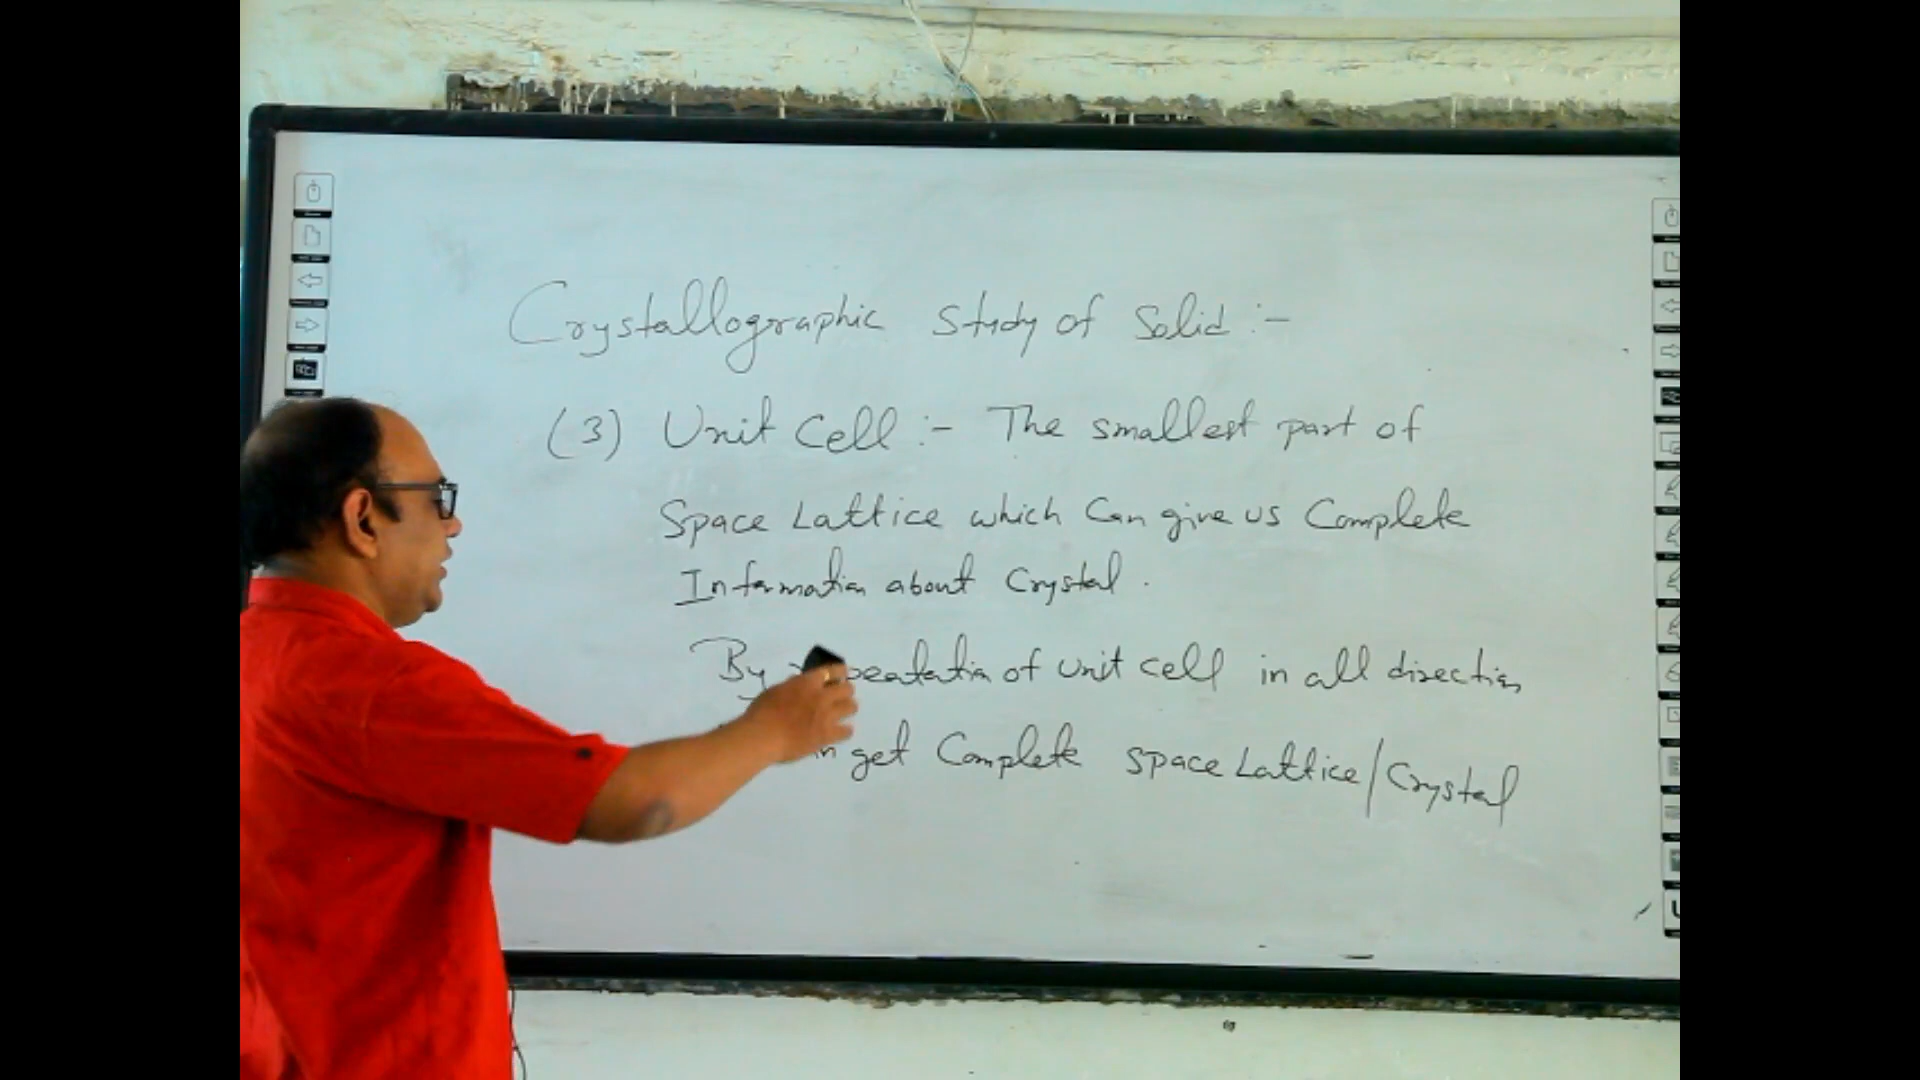 Crystallographic Study of Solid :-
(3) Unit Cell :- The smallest part of
Space Lattice which Can give us Complete
Information about Crystal .
By of unit cell in all direction
get Complete space Lattice/Crystal